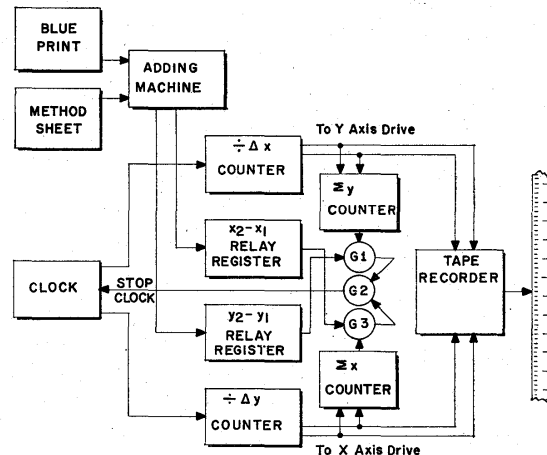 BLUE
PRINT
ADDING
MACHINE
METHOD
SHEET
To Y Axis Drive
÷ Δ x
COUNTER
Σ y
COUNTER
x₂-x₁
RELAY
REGISTER
G1
TAPE
RECORDER
CLOCK
STOP
CLOCK
G2
y₂-y₁
RELAY
REGISTER
G3
Σ x
COUNTER
÷ Δ y
COUNTER
To X Axis Drive